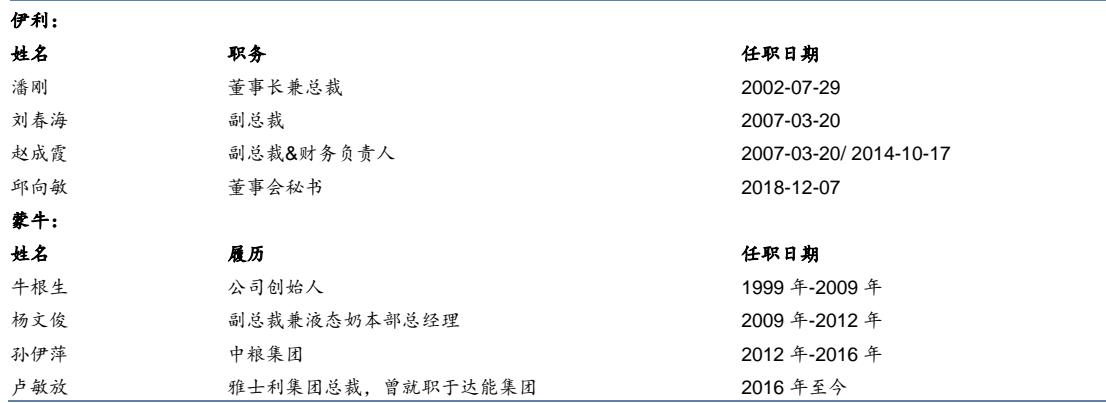 伊利：
姓名 职务 任职日期
潘刚 董事长兼总裁 2002-07-29
刘春海 副总裁 2007-03-20
赵成霞 副总裁&财务负责人 2007-03-20/ 2014-10-17
邱向敏 董事会秘书 2018-12-07
蒙牛：
姓名 履历 任职日期
牛根生 公司创始人 1999 年-2009 年
杨文俊 副总裁兼液态奶本部总经理 2009 年-2012 年
孙伊萍 中粮集团 2012 年-2016 年
卢敏放 雅士利集团总裁，曾就职于达能集团 2016 年至今